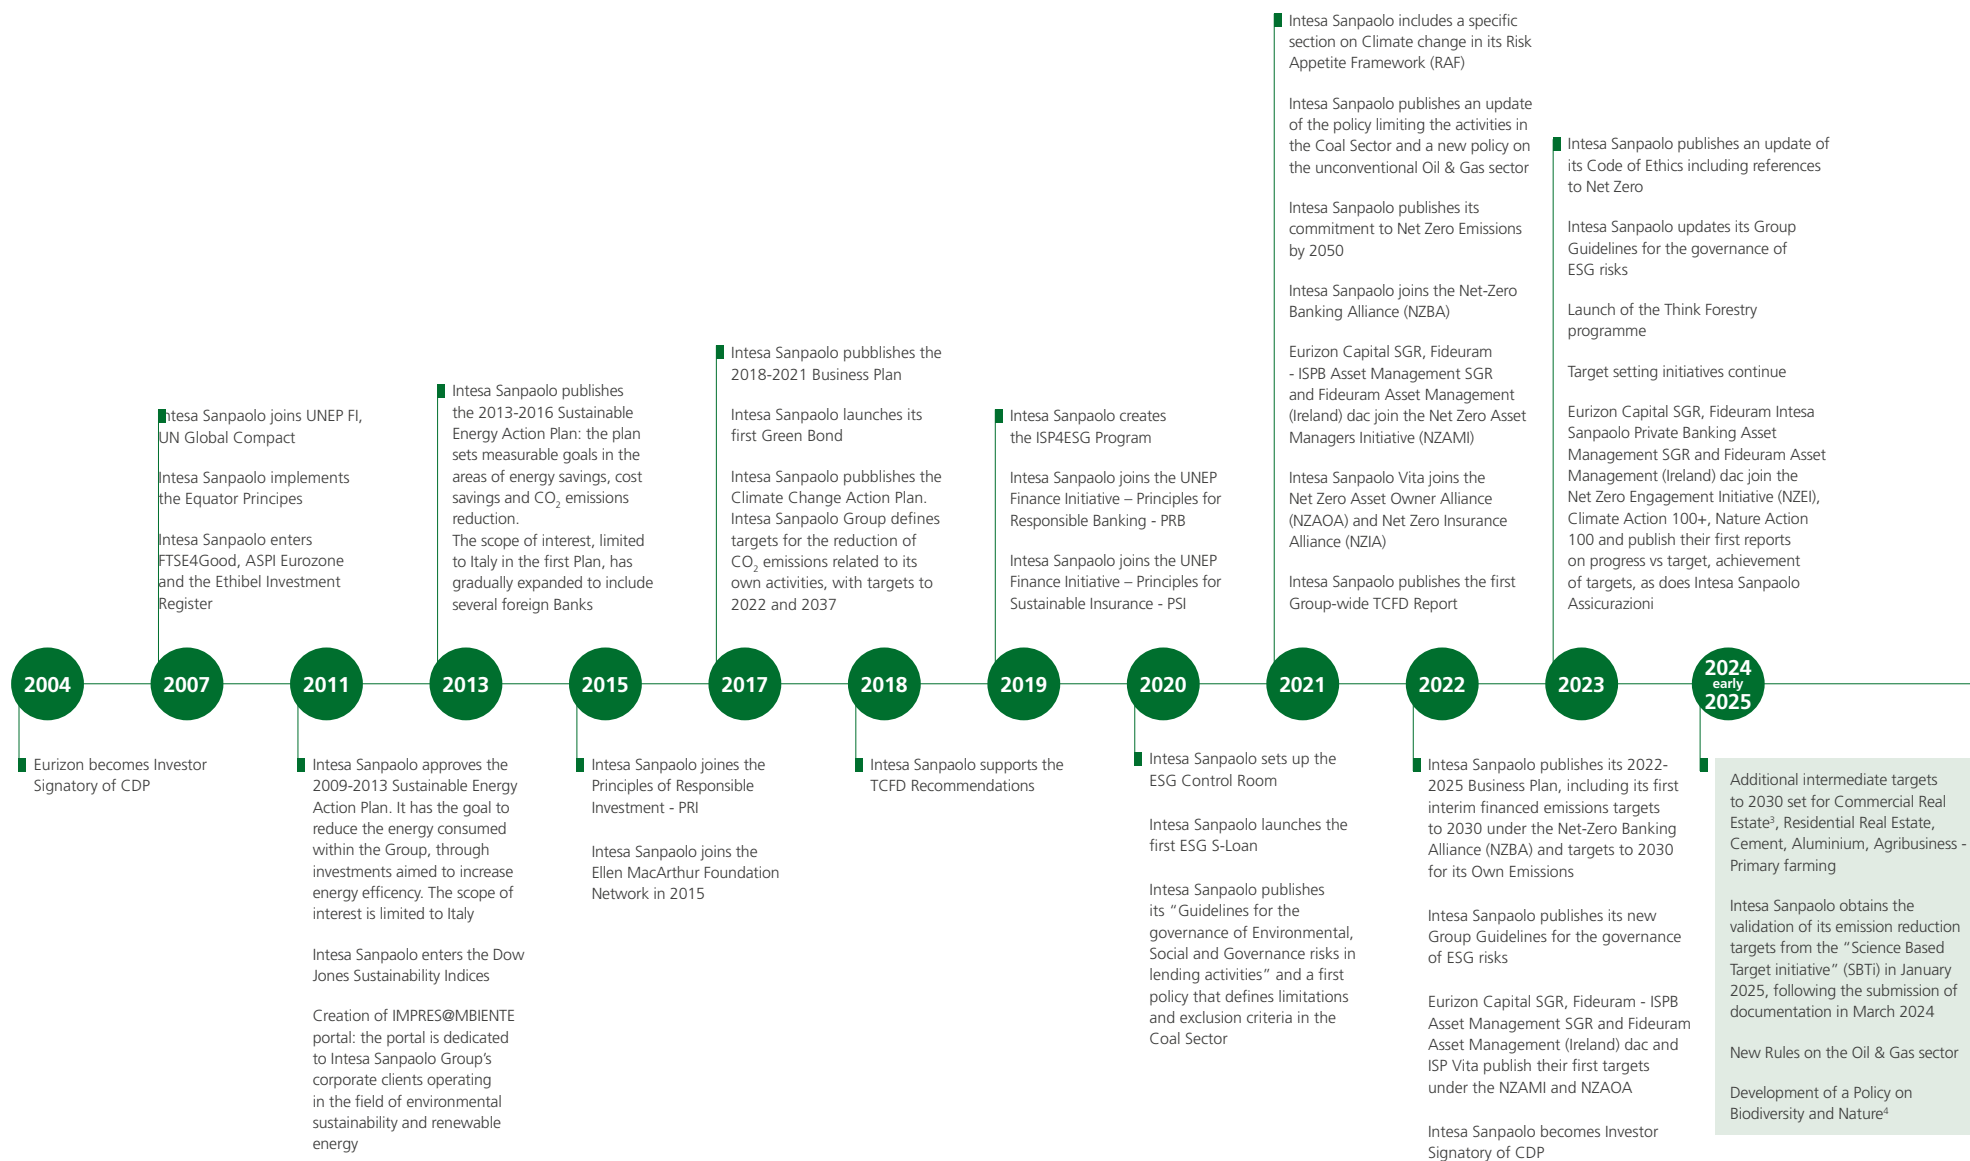 Intesa Sanpaolo includes a specific
section on Climate change in its Risk
Appetite Framework (RAF)
Intesa Sanpaolo publishes an update
of the policy limiting the activities in
the Coal Sector and a new policy on
the unconventional Oil & Gas sector
Intesa Sanpaolo publishes its
commitment to Net Zero Emissions
by 2050
Intesa Sanpaolo joins the Net-Zero
Banking Alliance (NZBA)
Eurizon Capital SGR, Fideuram
- ISPB Asset Management SGR
and Fideuram Asset Management
(Ireland) dac join the Net Zero Asset
Managers Initiative (NZAMI)
Intesa Sanpaolo Vita joins the
Net Zero Asset Owner Alliance
(NZAOA) and Net Zero Insurance
Alliance (NZIA)
Intesa Sanpaolo publishes the first
Group-wide TCFD Report
Intesa Sanpaolo publishes an update of
its Code of Ethics including references
to Net Zero
Intesa Sanpaolo updates its Group
Guidelines for the governance of
ESG risks
Launch of the Think Forestry
programme
Target setting initiatives continue
Eurizon Capital SGR, Fideuram Intesa
Sanpaolo Private Banking Asset
Management SGR and Fideuram Asset
Management (Ireland) dac join the
Net Zero Engagement Initiative (NZEI),
Climate Action 100+, Nature Action
100 and publish their first reports
on progress vs target, achievement
of targets, as does Intesa Sanpaolo
Assicurazioni
Intesa Sanpaolo pubblishes the
2018-2021 Business Plan
Intesa Sanpaolo launches its
first Green Bond
Intesa Sanpaolo pubblishes the
Climate Change Action Plan.
Intesa Sanpaolo Group defines
targets for the reduction of
CO2 emissions related to its
own activities, with targets to
2022 and 2037
Intesa Sanpaolo publishes
the 2013-2016 Sustainable
Energy Action Plan: the plan
sets measurable goals in the
areas of energy savings, cost
savings and CO2 emissions
reduction.
The scope of interest, limited
to Italy in the first Plan, has
gradually expanded to include
several foreign Banks
Intesa Sanpaolo joins UNEP FI,
UN Global Compact
Intesa Sanpaolo implements
the Equator Principes
Intesa Sanpaolo enters
FTSE4Good, ASPI Eurozone
and the Ethibel Investment
Register
Intesa Sanpaolo creates
the ISP4ESG Program
Intesa Sanpaolo joins the UNEP
Finance Initiative – Principles for
Responsible Banking - PRB
Intesa Sanpaolo joins the UNEP
Finance Initiative – Principles for
Sustainable Insurance - PSI
2004
2007
2011
2013
2015
2017
2018
2019
2020
2021
2022
2023
2024
early
2025
Eurizon becomes Investor
Signatory of CDP
Intesa Sanpaolo approves the
2009-2013 Sustainable Energy
Action Plan. It has the goal to
reduce the energy consumed
within the Group, through
investments aimed to increase
energy efficency. The scope of
interest is limited to Italy
Intesa Sanpaolo enters the Dow
Jones Sustainability Indices
Creation of IMPRES@MBIENTE
portal: the portal is dedicated
to Intesa Sanpaolo Group's
corporate clients operating
in the field of environmental
sustainability and renewable
energy
Intesa Sanpaolo joines the
Principles of Responsible
Investment - PRI
Intesa Sanpaolo joins the
Ellen MacArthur Foundation
Network in 2015
Intesa Sanpaolo supports the
TCFD Recommendations
Intesa Sanpaolo sets up the
ESG Control Room
Intesa Sanpaolo launches the
first ESG S-Loan
Intesa Sanpaolo publishes
its “Guidelines for the
governance of Environmental,
Social and Governance risks in
lending activities” and a first
policy that defines limitations
and exclusion criteria in the
Coal Sector
Intesa Sanpaolo publishes its 2022-
2025 Business Plan, including its first
interim financed emissions targets
to 2030 under the Net-Zero Banking
Alliance (NZBA) and targets to 2030
for its Own Emissions
Intesa Sanpaolo publishes its new
Group Guidelines for the governance
of ESG risks
Eurizon Capital SGR, Fideuram - ISPB
Asset Management SGR and Fideuram
Asset Management (Ireland) dac and
ISP Vita publish their first targets
under the NZAMI and NZAOA
Intesa Sanpaolo becomes Investor
Signatory of CDP
Additional intermediate targets
to 2030 set for Commercial Real
Estate³, Residential Real Estate,
Cement, Aluminium, Agribusiness -
Primary farming
Intesa Sanpaolo obtains the
validation of its emission reduction
targets from the “Science Based
Target initiative” (SBTi) in January
2025, following the submission of
documentation in March 2024
New Rules on the Oil & Gas sector
Development of a Policy on
Biodiversity and Nature⁴